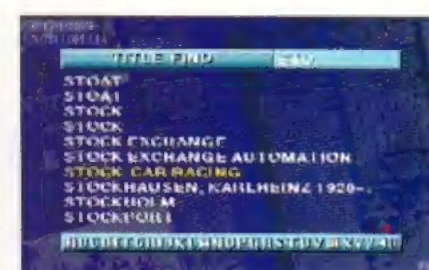 TITLE FIND STO
STOAT
STOAT
STOCK
STOCK
STOCK EXCHANGE
STOCK EXCHANGE AUTOMATION
STOCK CAR RACING
STOCKHAUSEN, KARLHEINZ 1928-.
STOCKHOLM
STOCKPORT